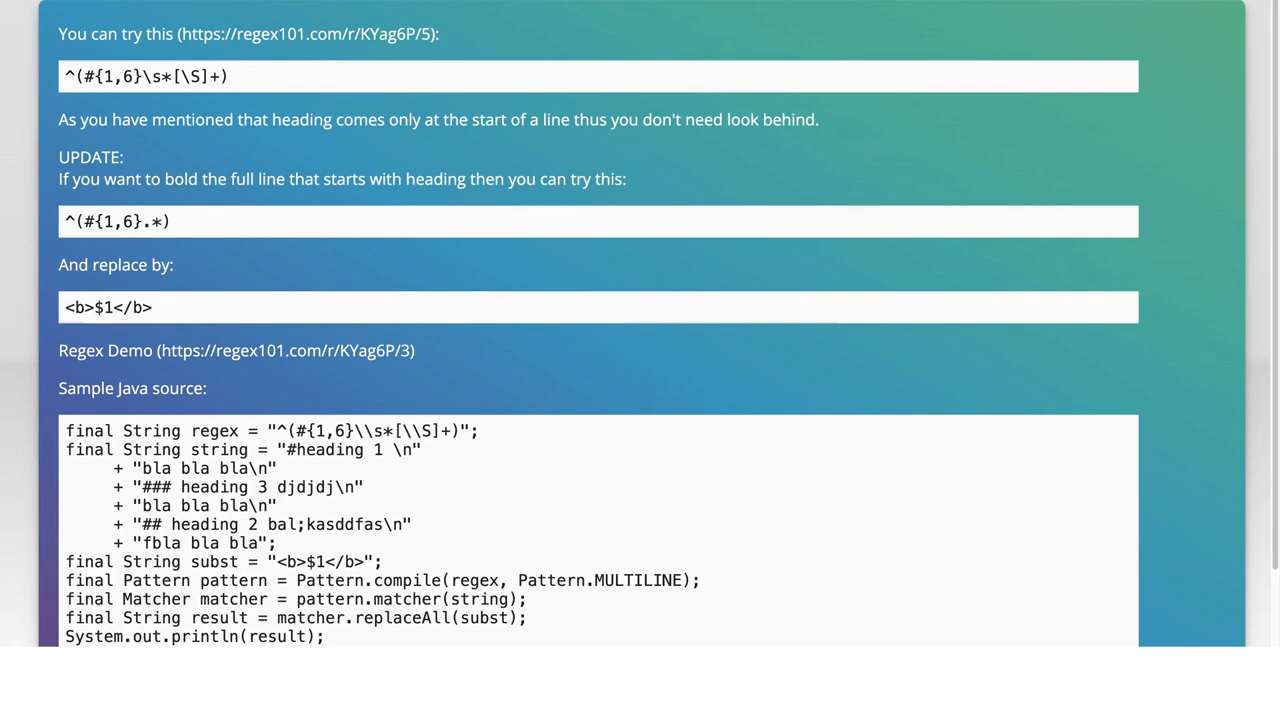 You can try this (https://regex101.com/r/KYag6P/5):
^(#{1,6}\s*[\S]+)
As you have mentioned that heading comes only at the start of a line thus you don't need look behind.
UPDATE:
If you want to bold the full line that starts with heading then you can try this:
^(#{1,6}.*)
And replace by:
<b>$1</b>
Regex Demo (https://regex101.com/r/KYag6P/3)
Sample Java source:
final String regex = "^(#{1,6}\\s*[\\S]+)";
final String string = "#heading 1 \n"
     + "bla bla bla\n"
     + "### heading 3 djdjdj\n"
     + "bla bla bla\n"
     + "## heading 2 bal;kasddfas\n"
     + "fbla bla bla";
final String subst = "<b>$1</b>";
final Pattern pattern = Pattern.compile(regex, Pattern.MULTILINE);
final Matcher matcher = pattern.matcher(string);
final String result = matcher.replaceAll(subst);
System.out.println(result);